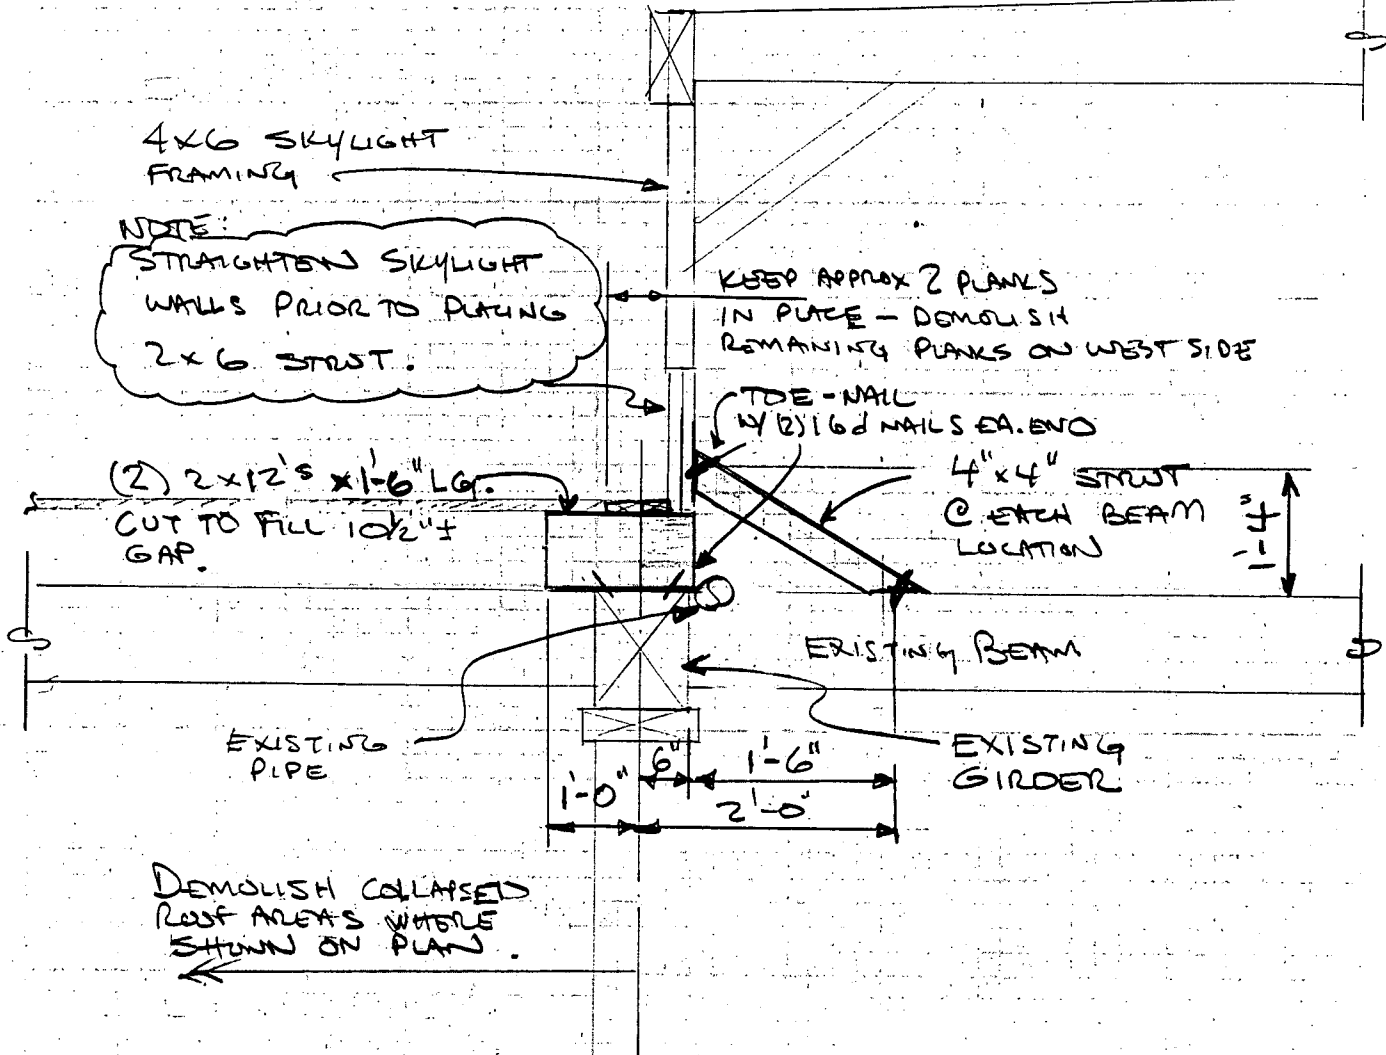 4x6 SKYLIGHT
FRAMING
NOTE:
STRAIGHTEN SKYLIGHT
WALLS PRIOR TO PLACING
2x6 STRUT.
KEEP APPROX 2 PLANKS
IN PLACE - DEMOLISH
REMAINING PLANKS ON WEST SIDE
TOE-NAIL
W/(2)16d NAILS EA. END
(2) 2x12's x 1'-6" LG.
CUT TO FILL 10½"±
GAP.
4"x4" STRUT
@ EACH BEAM
LOCATION
EXISTING BEAM
EXISTING
PIPE
EXISTING
GIRDER
6"
1'-6"
1'-0"
2'-0"
DEMOLISH COLLAPSED
ROOF AREAS WHERE
SHOWN ON PLAN.